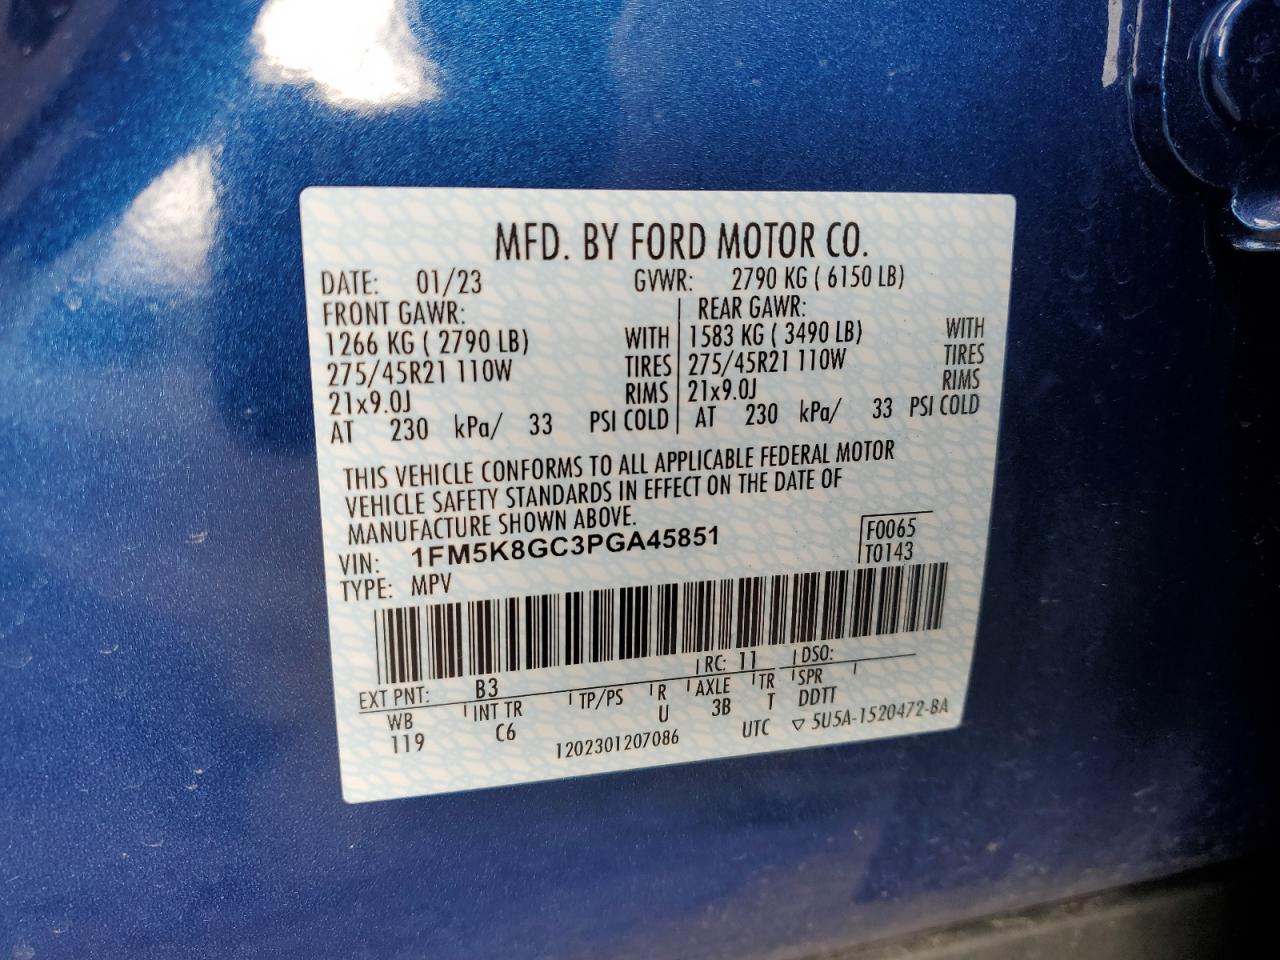 MFD. BY FORD MOTOR CO.
DATE: 01/23 GVWR: 2790 KG ( 6150 LB)
FRONT GAWR: REAR GAWR:
1266 KG ( 2790 LB) WITH 1583 KG ( 3490 LB) WITH
275/45R21 110W TIRES 275/45R21 110W TIRES
21x9.0J RIMS 21x9.0J RIMS
AT 230 kPa/ 33 PSI COLD AT 230 kPa/ 33 PSI COLD
THIS VEHICLE CONFORMS TO ALL APPLICABLE FEDERAL MOTOR
VEHICLE SAFETY STANDARDS IN EFFECT ON THE DATE OF
MANUFACTURE SHOWN ABOVE.
VIN: 1FM5K8GC3PGA45851 F0065
TYPE: MPV T0143
EXT PNT: B3 RC: 11 DSO:
WB INT TR TP/PS R AXLE TR SPR
119 C6 U 3B T DDTT
1202301207086 UTC ▽ 5U5A-1520472-BA